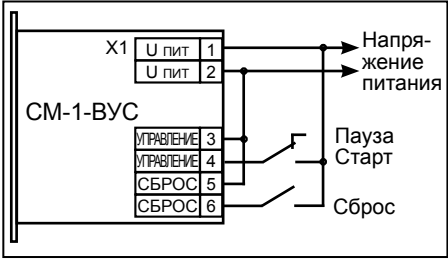 X1
U пит 1
U пит 2
Напря-
жение
питания
СМ-1-ВУС
УПРАВЛЕНИЕ 3
УПРАВЛЕНИЕ 4
СБРОС 5
СБРОС 6
Пауза
Старт
Сброс